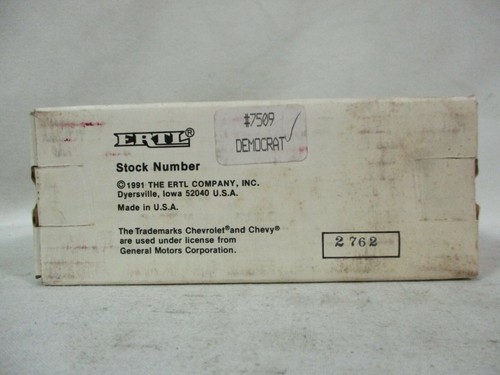 #7509
DEMOCRAT
ERTL®
Stock Number
©1991 THE ERTL COMPANY, INC.
Dyersville, Iowa 52040 U.S.A.
Made in U.S.A.
The Trademarks Chevrolet® and Chevy®
are used under license from
General Motors Corporation.
2762